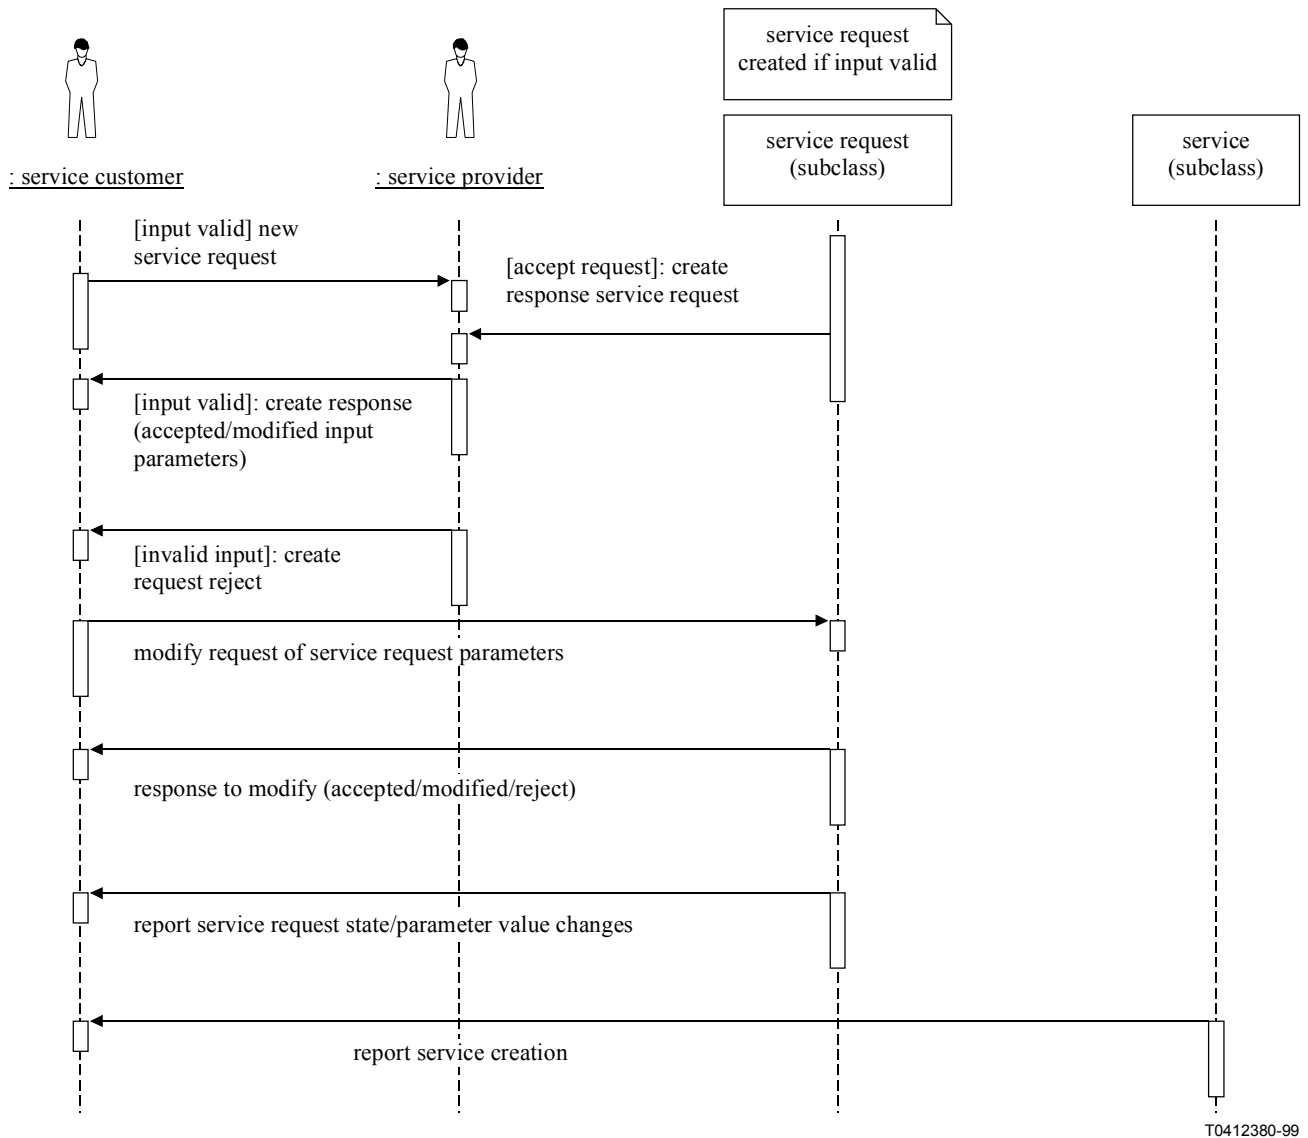 service request
created if input valid
service request
(subclass)
service
(subclass)
: service customer
: service provider
[input valid] new
service request
[accept request]: create
response service request
[input valid]: create response
(accepted/modified input
parameters)
[invalid input]: create
request reject
modify request of service request parameters
response to modify (accepted/modified/reject)
report service request state/parameter value changes
report service creation
T0412380-99